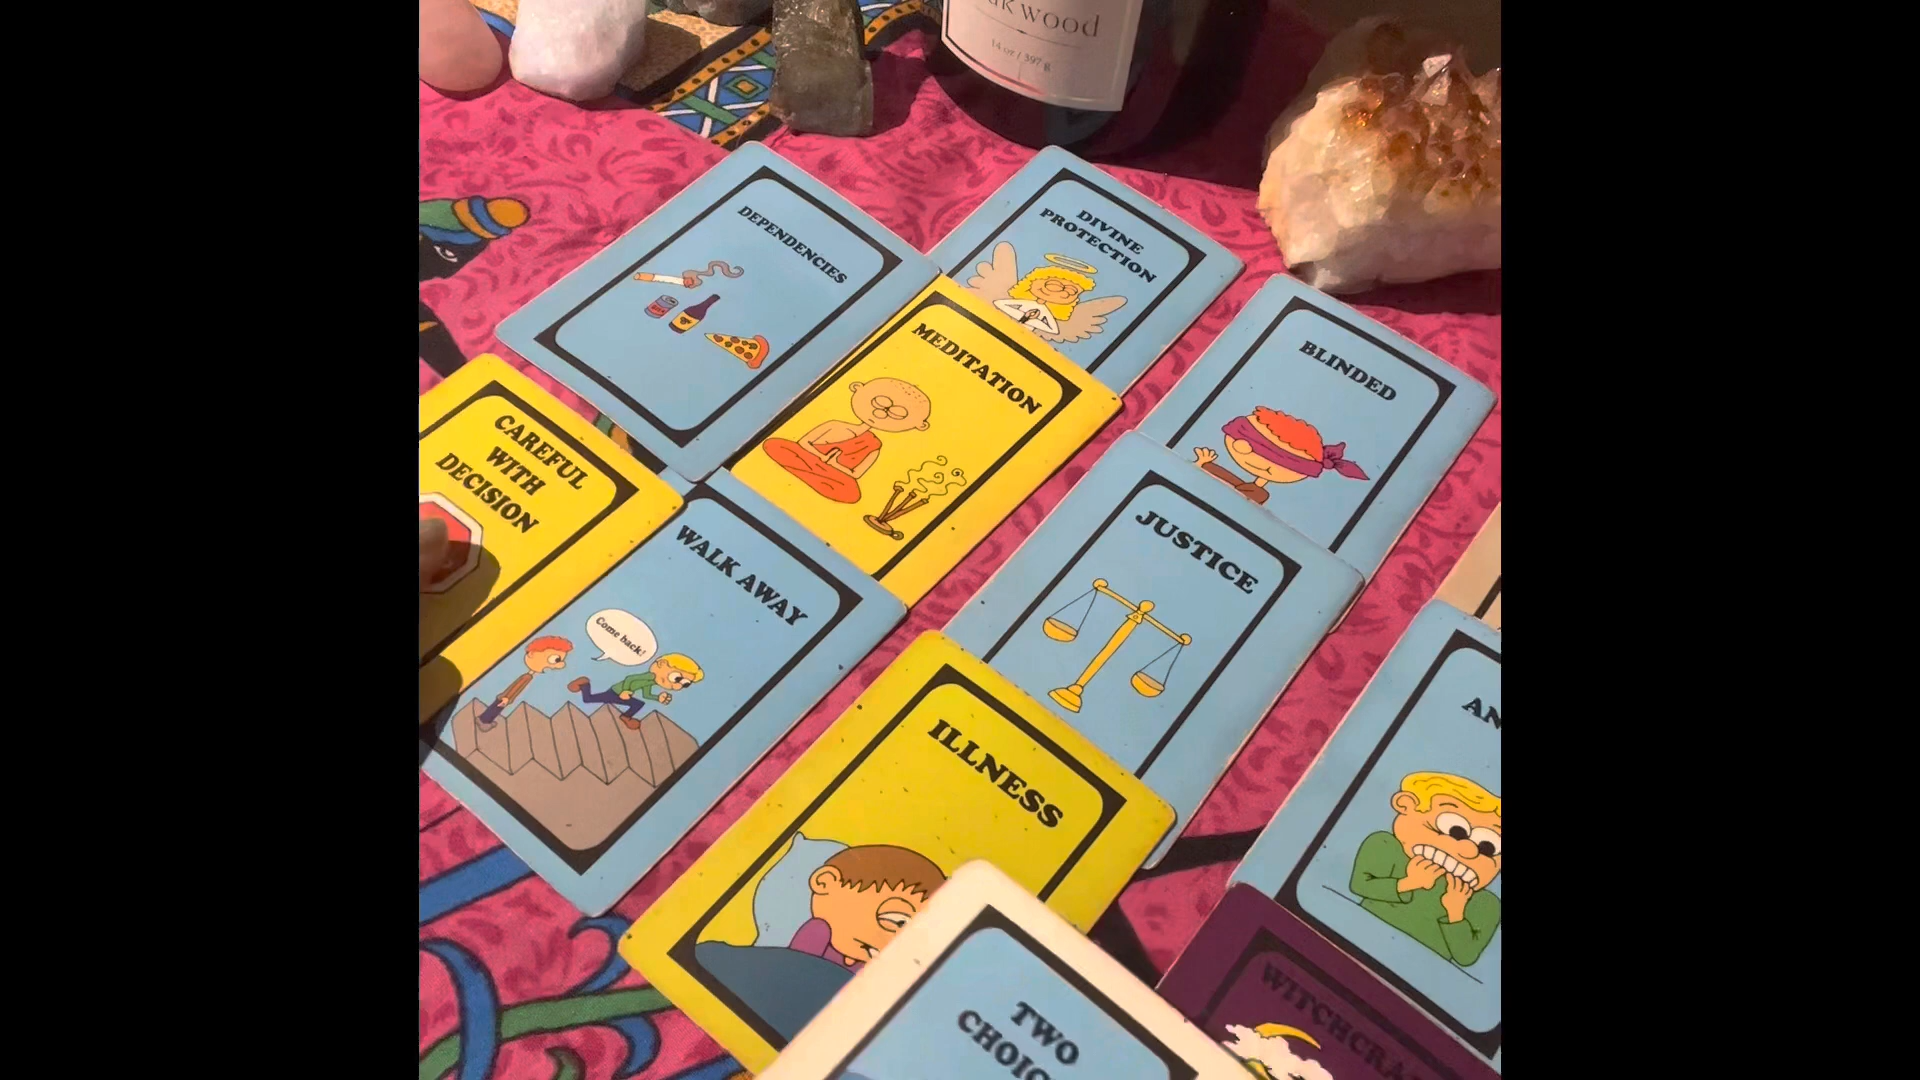 wood
14 oz / 397 g
DEPENDENCIES
DIVINE
PROTECTION
MEDITATION
BLINDED
CAREFUL
WITH
DECISION
WALK AWAY
Come back!
JUSTICE
ILLNESS
TWO